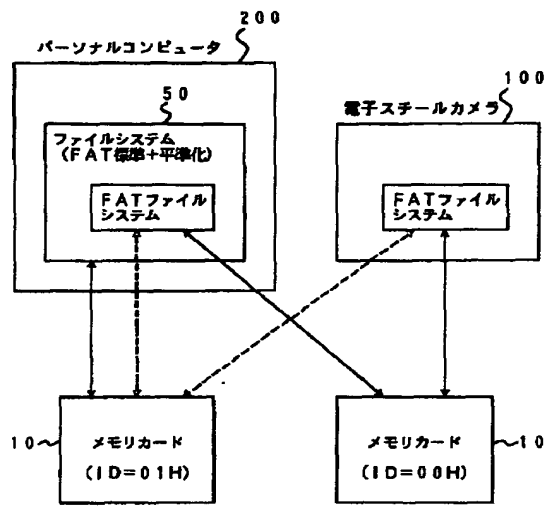 200
パーソナルコンピュータ
50
100
電子スチールカメラ
ファイルシステム
(FAT標準+平準化)
FATファイル
システム
FATファイル
システム
10
メモリカード
(ID=01H)
メモリカード
(ID=00H)
10